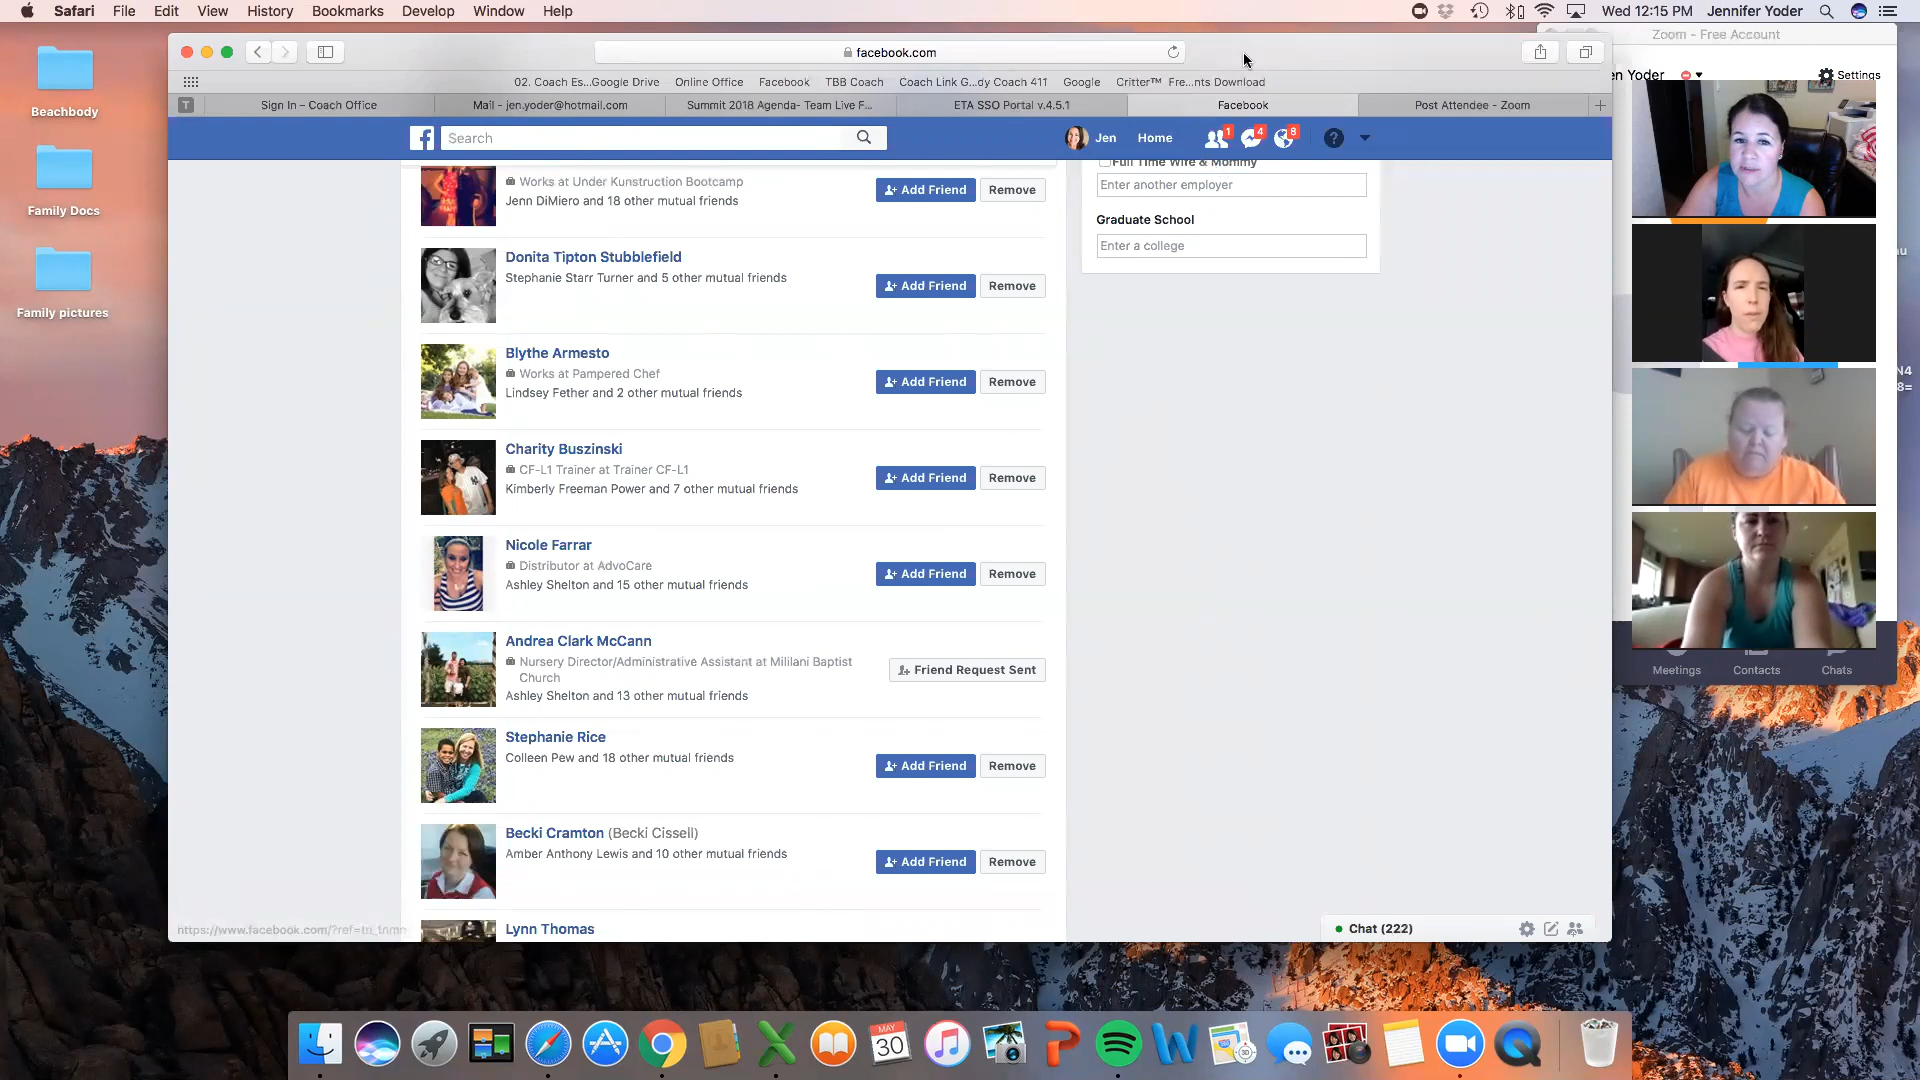 Safari File Edit View History Bookmarks Develop Window Help
Wed 12:15 PM Jennifer Yoder
Beachbody
Family Docs
Family pictures
facebook.com
02. Coach Es...Google Drive Online Office Facebook TBB Coach Coach Link G...dy Coach 411 Google Critter™ Fre...nts Download
T Sign In – Coach Office Mail - jen.yoder@hotmail.com Summit 2018 Agenda- Team Live F... ETA SSO Portal v.4.5.1 Facebook Post Attendee - Zoom
Search
Jen Home 1 4 8
Works at Under Kunstruction Bootcamp
Jenn DiMiero and 18 other mutual friends
Add Friend Remove
Donita Tipton Stubblefield
Stephanie Starr Turner and 5 other mutual friends
Add Friend Remove
Blythe Armesto
Works at Pampered Chef
Lindsey Fether and 2 other mutual friends
Add Friend Remove
Charity Buszinski
CF-L1 Trainer at Trainer CF-L1
Kimberly Freeman Power and 7 other mutual friends
Add Friend Remove
Nicole Farrar
Distributor at AdvoCare
Ashley Shelton and 15 other mutual friends
Add Friend Remove
Andrea Clark McCann
Nursery Director/Administrative Assistant at Mililani Baptist
Church
Ashley Shelton and 13 other mutual friends
Friend Request Sent
Stephanie Rice
Colleen Pew and 18 other mutual friends
Add Friend Remove
Becki Cramton (Becki Cissell)
Amber Anthony Lewis and 10 other mutual friends
Add Friend Remove
Lynn Thomas
Full Time Wife & Mommy
Enter another employer
Graduate School
Enter a college
Chat (222)
Zoom - Free Account
en Yoder
Settings
Meetings Contacts Chats
MAY
30